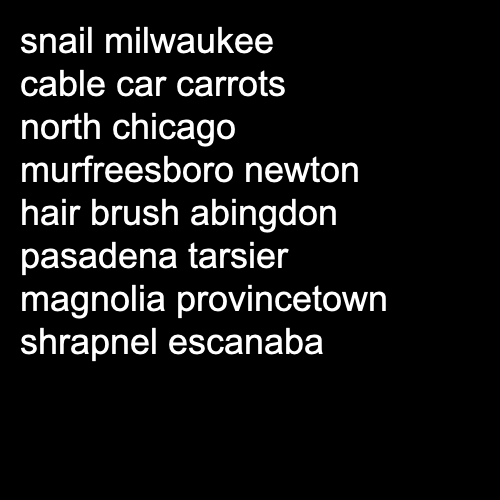 snail milwaukee
cable car carrots
north chicago
murfreesboro newton
hair brush abingdon
pasadena tarsier
magnolia provincetown
shrapnel escanaba